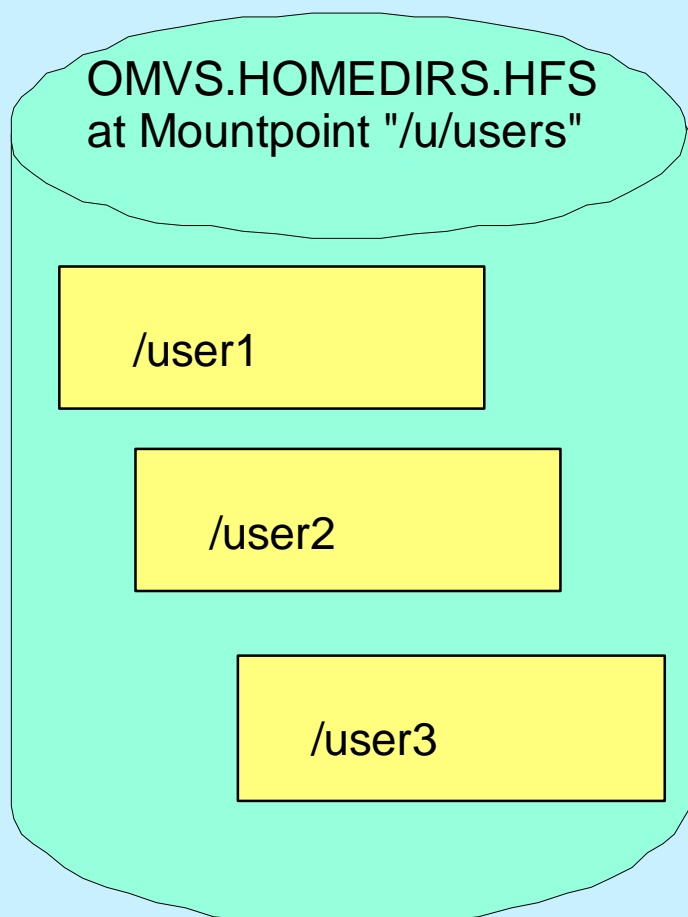 OMVS.HOMEDIRS.HFS
at Mountpoint "/u/users"
/user1
/user2
/user3